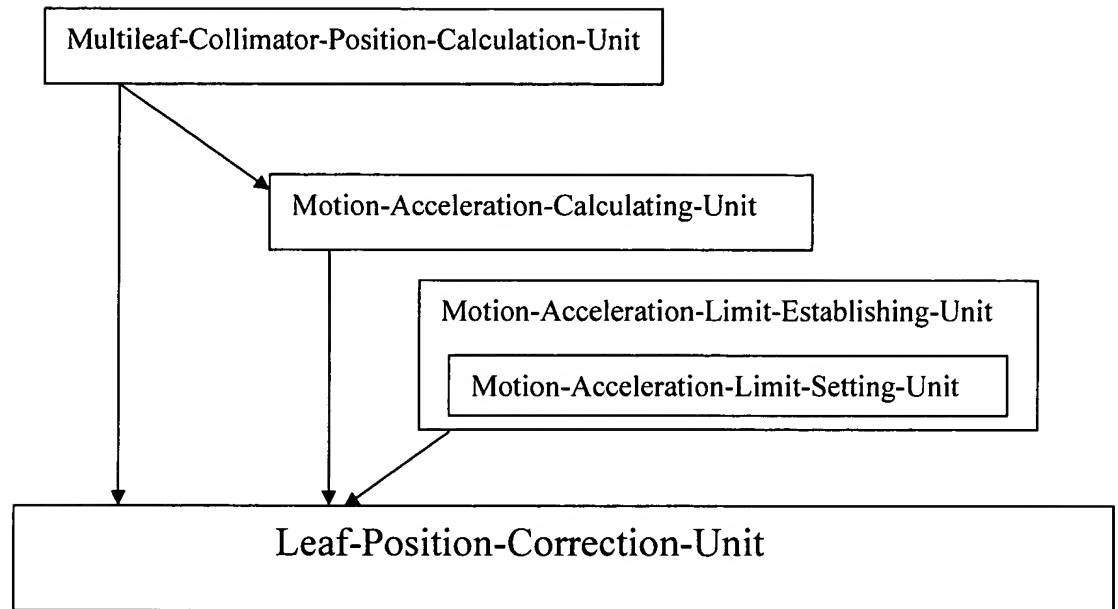 Multileaf-Collimator-Position-Calculation-Unit
Motion-Acceleration-Calculating-Unit
Motion-Acceleration-Limit-Establishing-Unit
Motion-Acceleration-Limit-Setting-Unit
Leaf-Position-Correction-Unit